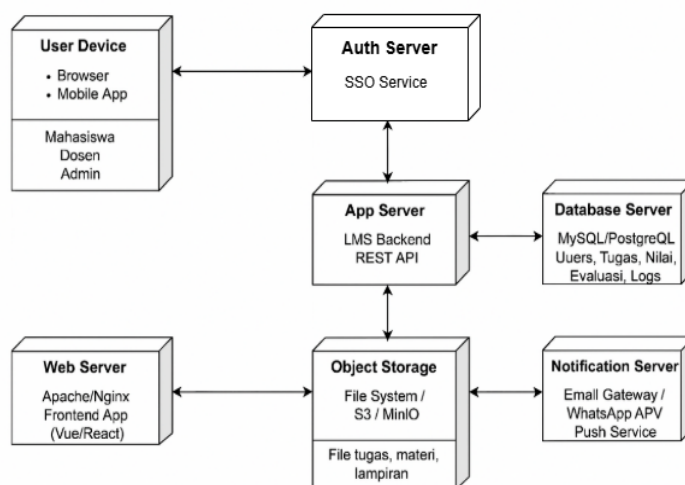 User Device
• Browser
• Mobile App
Mahasiswa
Dosen
Admin
Auth Server
SSO Service
App Server
LMS Backend
REST API
Database Server
MySQL/PostgreQL
Uuers, Tugas, Nilai,
Evaluasi, Logs
Web Server
Apache/Nginx
Frontend App
(Vue/React)
Object Storage
File System /
S3 / MinIO
File tugas, materi,
lampiran
Notification Server
Emall Gateway /
WhatsApp APV
Push Service